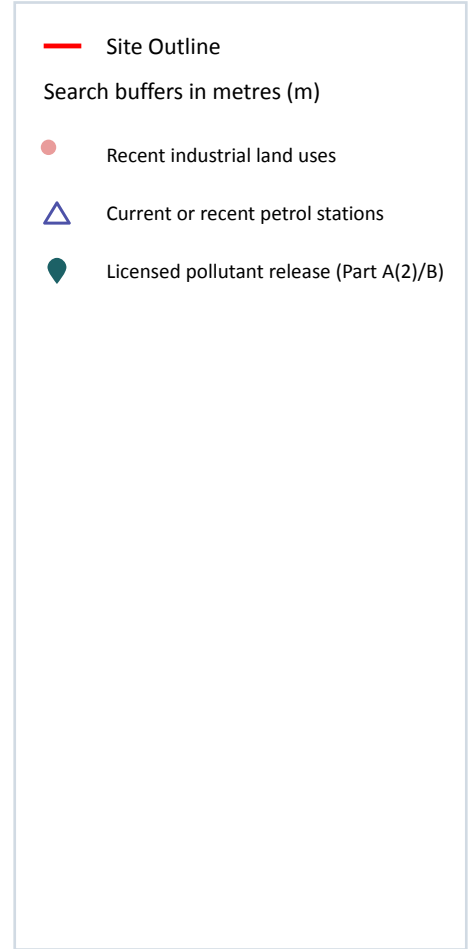 Site Outline
Search buffers in metres (m)
Recent industrial land uses
Current or recent petrol stations
Licensed pollutant release (Part A(2)/B)